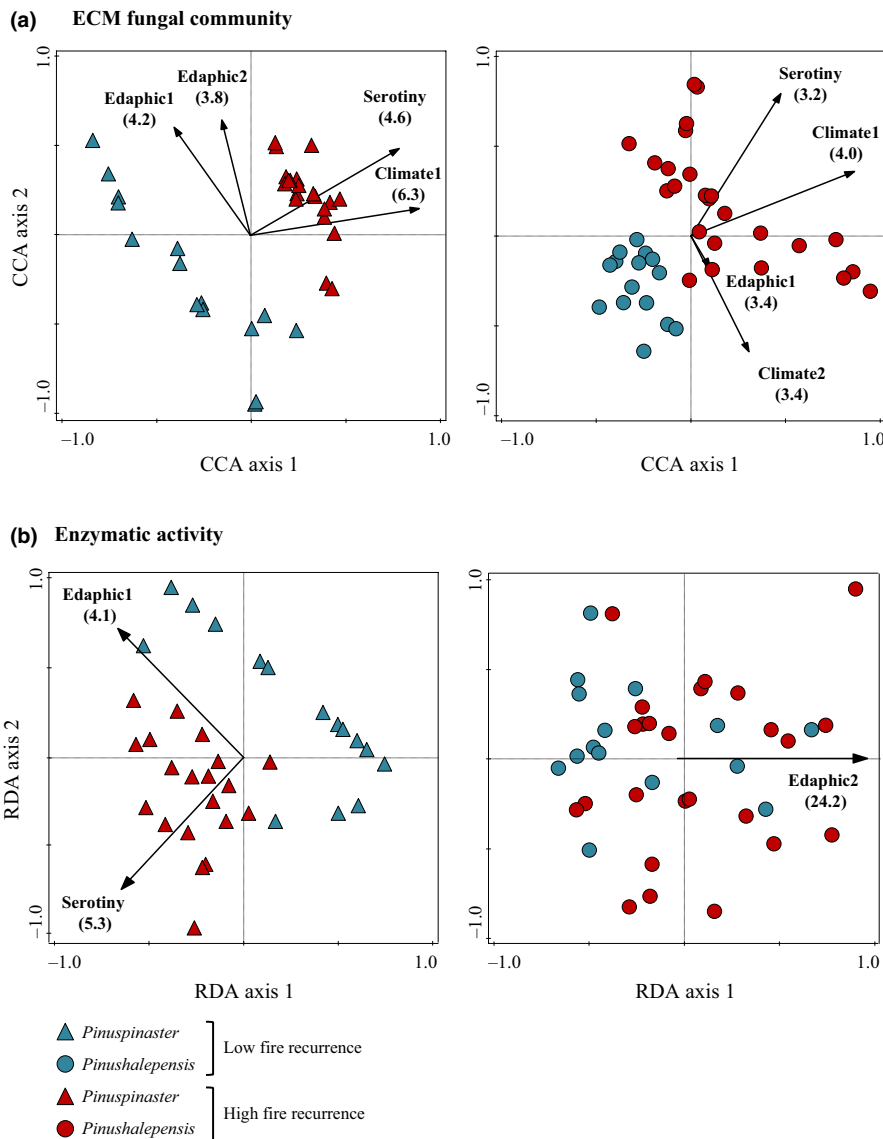 (a) ECM fungal community
1.0
Edaphic2
(3.8)
Edaphic1
(4.2)
Serotiny
(4.6)
Climate1
(6.3)
CCA axis 2
−1.0
−1.0
1.0
CCA axis 1
Serotiny
(3.2)
Climate1
(4.0)
Edaphic1
(3.4)
Climate2
(3.4)
−1.0
1.0
CCA axis 1
(b) Enzymatic activity
1.0
Edaphic1
(4.1)
RDA axis 2
Serotiny
(5.3)
−1.0
−1.0
1.0
RDA axis 1
1.0
Edaphic2
(24.2)
−1.0
−1.0
1.0
RDA axis 1
Pinuspinaster
Pinushalepensis
Low fire recurrence
Pinuspinaster
Pinushalepensis
High fire recurrence